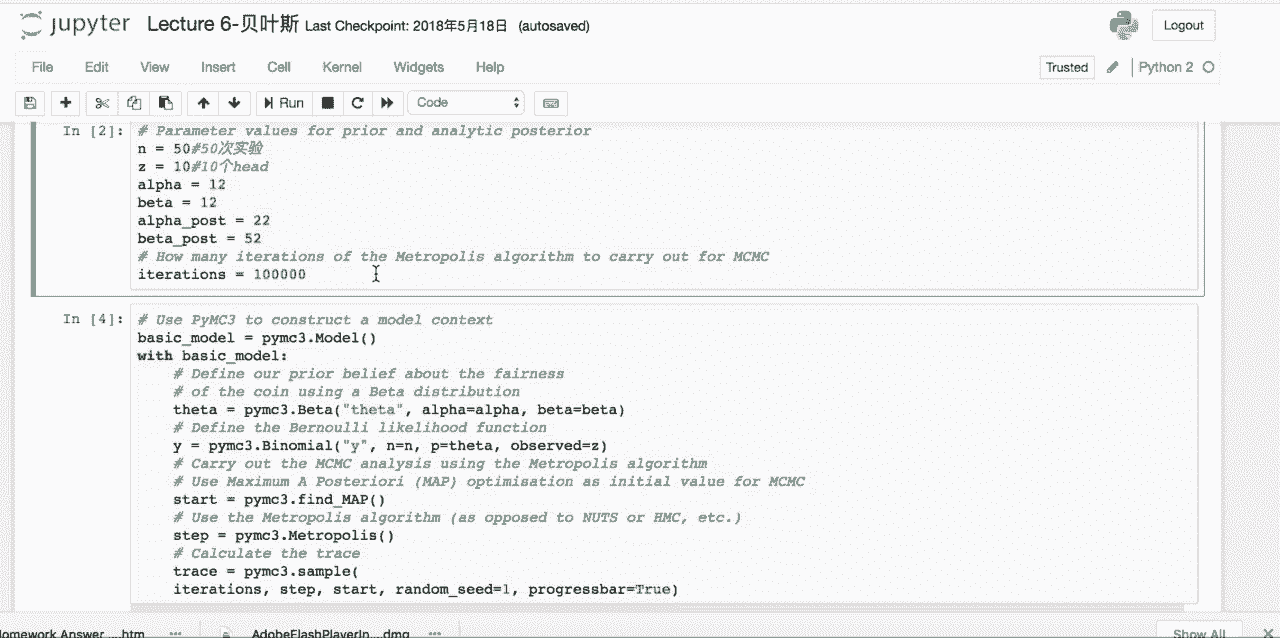 jupyter Lecture 6-贝叶斯 Last Checkpoint: 2018年5月18日 (autosaved) Logout
File Edit View Insert Cell Kernel Widgets Help Trusted Python 2
Run Code
In [2]: # Parameter values for prior and analytic posterior
n = 50#50次实验
z = 10#10个head
alpha = 12
beta = 12
alpha_post = 22
beta_post = 52
# How many iterations of the Metropolis algorithm to carry out for MCMC
iterations = 100000
In [4]: # Use PyMC3 to construct a model context
basic_model = pymc3.Model()
with basic_model:
# Define our prior belief about the fairness
# of the coin using a Beta distribution
theta = pymc3.Beta("theta", alpha=alpha, beta=beta)
# Define the Bernoulli likelihood function
y = pymc3.Binomial("y", n=n, p=theta, observed=z)
# Carry out the MCMC analysis using the Metropolis algorithm
# Use Maximum A Posteriori (MAP) optimisation as initial value for MCMC
start = pymc3.find_MAP()
# Use the Metropolis algorithm (as opposed to NUTS or HMC, etc.)
step = pymc3.Metropolis()
# Calculate the trace
trace = pymc3.sample(
iterations, step, start, random_seed=1, progressbar=True)
omework Answer ....htm AdobeFlashPlayerIn....dmg Show All